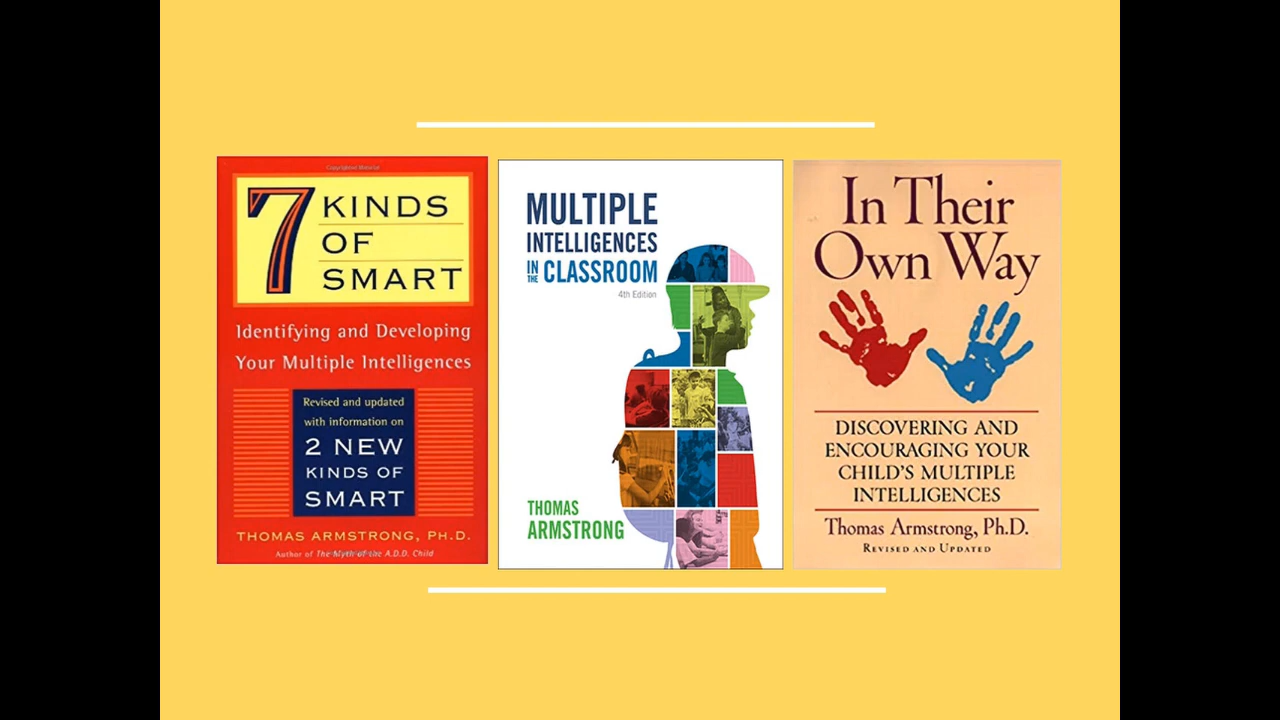 Copyrighted Material
7 KINDS
OF
SMART
Identifying and Developing
Your Multiple Intelligences
Revised and updated
with information on
2 NEW
KINDS OF
SMART
THOMAS ARMSTRONG, PH.D.
Author of The Myth of the A.D.D. Child
MULTIPLE
INTELLIGENCES
IN THE CLASSROOM
4th Edition
THOMAS
ARMSTRONG
In Their
Own Way
DISCOVERING AND
ENCOURAGING YOUR
CHILD'S MULTIPLE
INTELLIGENCES
Thomas Armstrong, Ph.D.
REVISED AND UPDATED